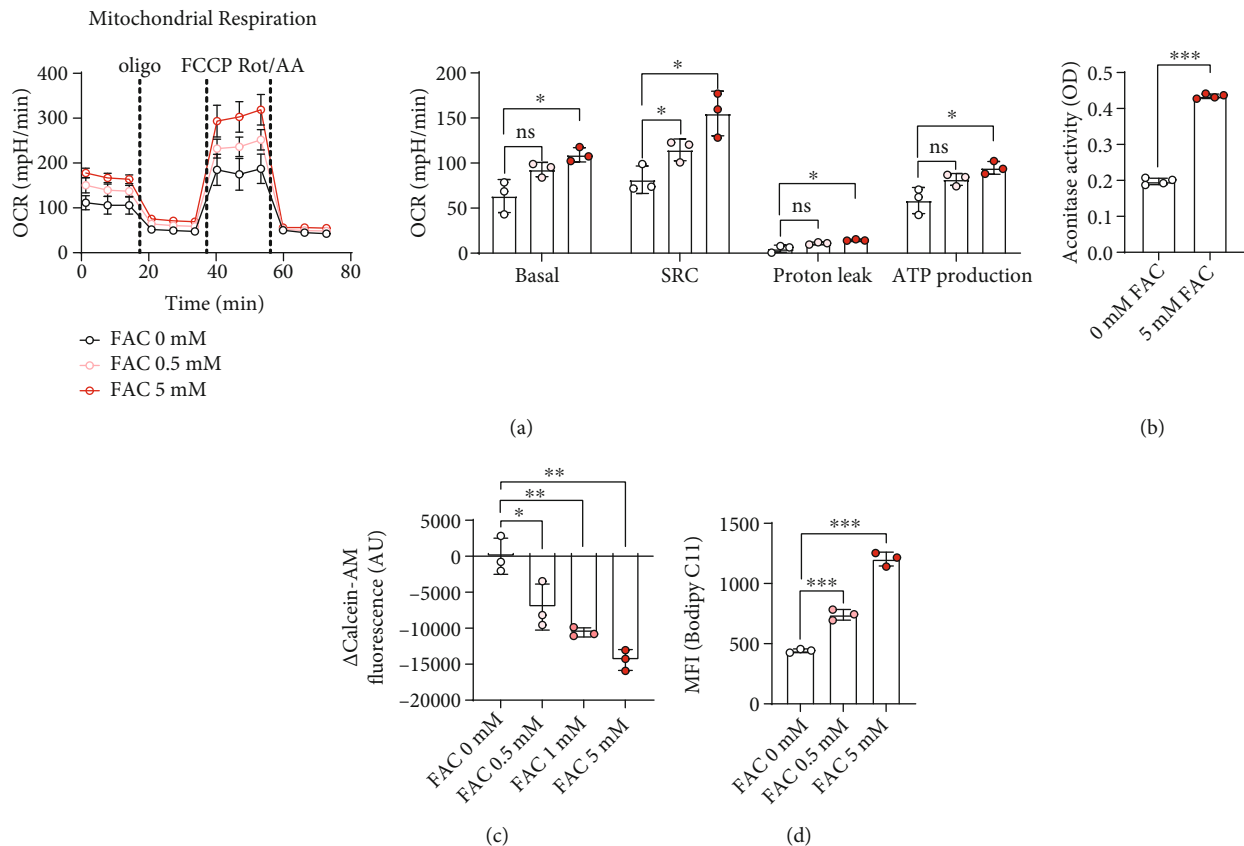 Mitochondrial Respiration
oligo FCCP Rot/AA
OCR (mpH/min)
400
300
200
100
0
0 20 40 60 80
Time (min)
FAC 0 mM
FAC 0.5 mM
FAC 5 mM
OCR (mpH/min)
200
150
100
50
0
* ns
* *
* ns
* ns
Basal SRC Proton leak ATP production
(a)
Aconitase activity (OD)
0.5
0.4
0.3
0.2
0.1
0.0
***
0 mM FAC
5 mM FAC
(b)
ΔCalcein-AM
fluorescence (AU)
5000
0
−5000
−10000
−15000
−20000
**
**
*
FAC 0 mM
FAC 0.5 mM
FAC 1 mM
FAC 5 mM
(c)
MFI (Bodipy C11)
1500
1000
500
0
***
***
FAC 0 mM
FAC 0.5 mM
FAC 5 mM
(d)